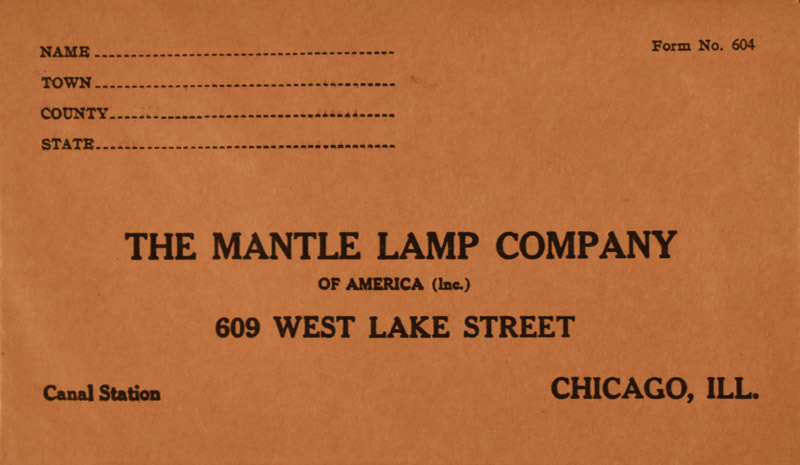 NAME
TOWN
COUNTY
STATE
Form No. 604
THE MANTLE LAMP COMPANY
OF AMERICA (Inc.)
609 WEST LAKE STREET
Canal Station
CHICAGO, ILL.